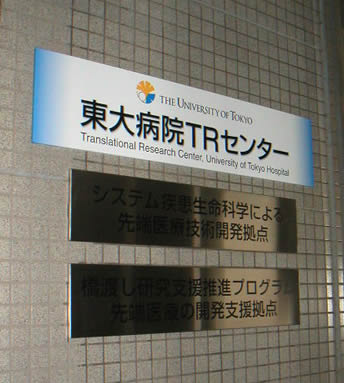 THE UNIVERSITY OF TOKYO
東大病院TRセンター
Translational Research Center, University of Tokyo Hospital
システム疾患生命科学による
先端医療技術開発拠点
橋渡し研究支援推進プログラム
先端医療の開発支援拠点